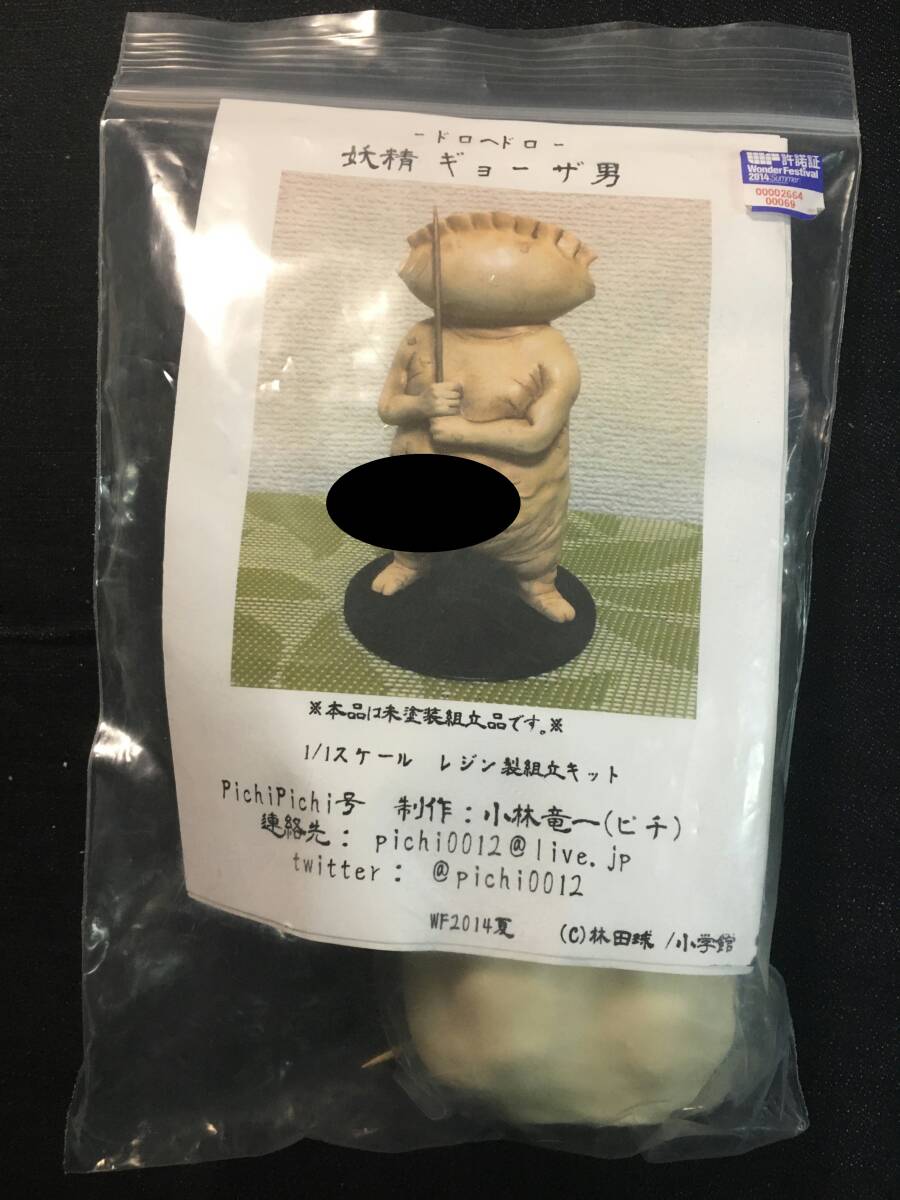 -ドロヘドロ-
妖精 ギョーザ男
WF 許諾証
Wonder Festival
2014 Summer
00002664
00069
※本品は未塗装組立品です。※
1/1スケール レジン製組立キット
PichiPichi号 制作:小林竜一(ピチ)
連絡先: pichi0012@live.jp
twitter: @pichi0012
WF2014夏 (C)林田球 /小学館